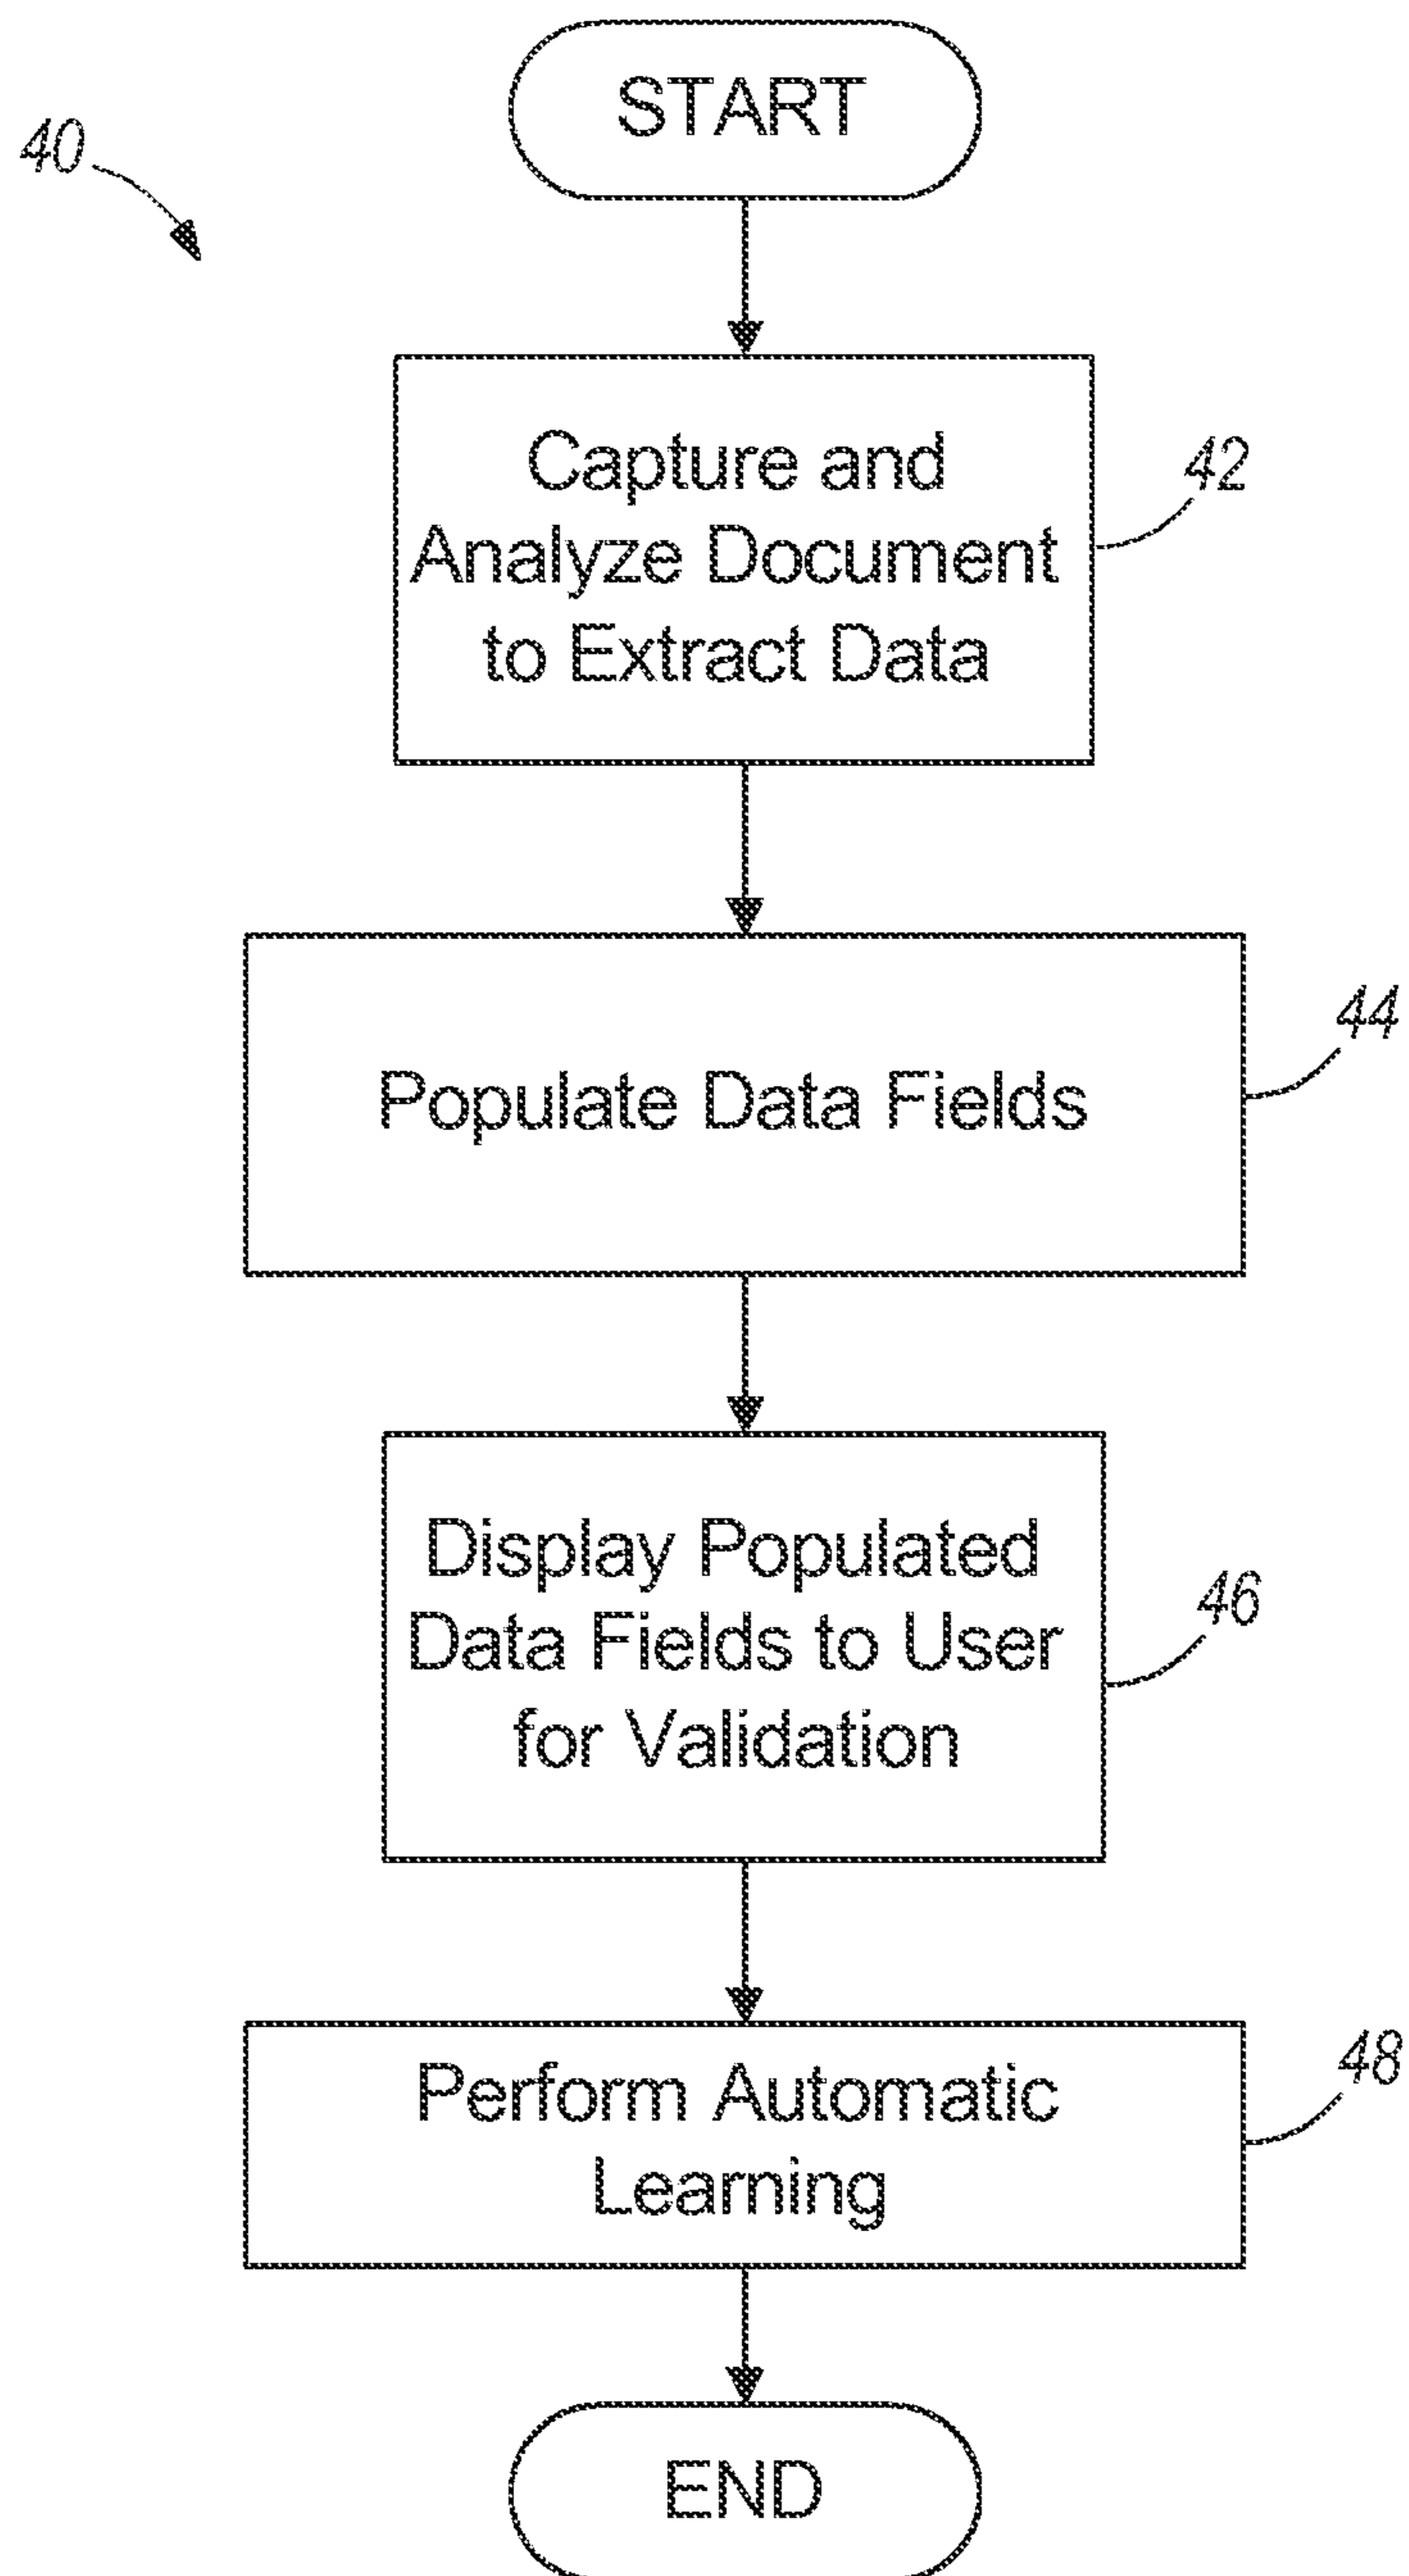 START
40
Capture and
Analyze Document
to Extract Data
42
Populate Data Fields
44
Display Populated
Data Fields to User
for Validation
46
Perform Automatic
Learning
48
END